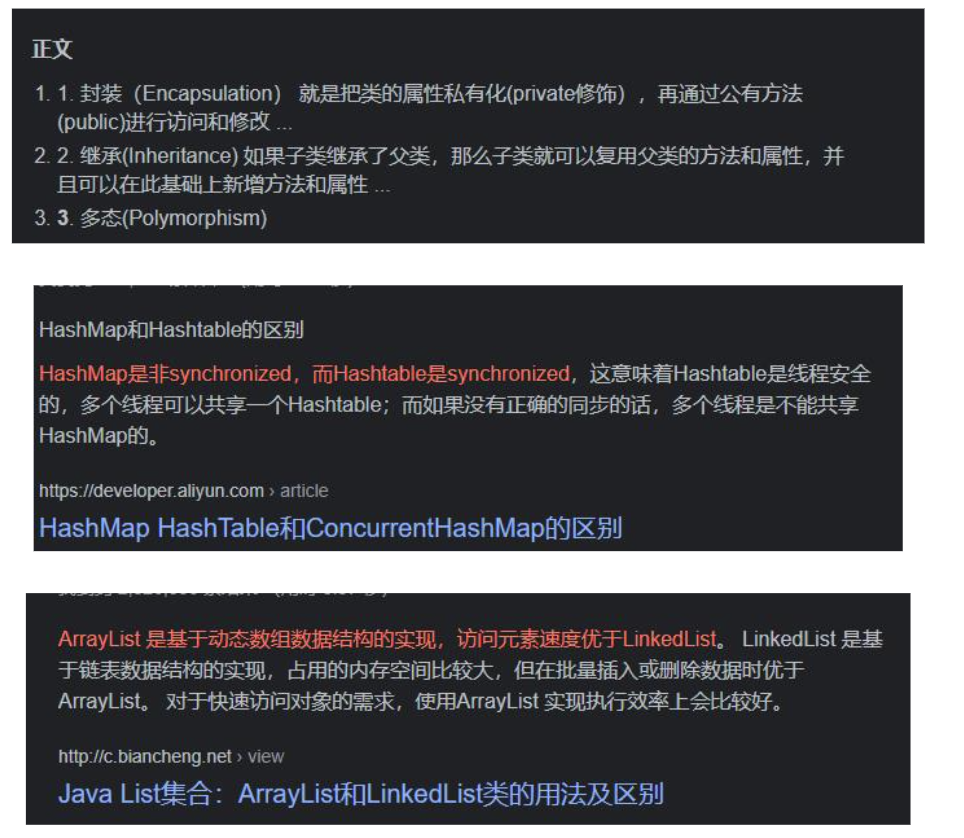 正文
1. 1. 封装（Encapsulation） 就是把类的属性私有化(private修饰），再通过公有方法
(public)进行访问和修改 ...
2. 2. 继承(Inheritance) 如果子类继承了父类，那么子类就可以复用父类的方法和属性，并
且可以在此基础上新增方法和属性 ...
3. 3. 多态(Polymorphism)
HashMap和Hashtable的区别
HashMap是非synchronized，而Hashtable是synchronized，这意味着Hashtable是线程安全
的，多个线程可以共享一个Hashtable；而如果没有正确的同步的话，多个线程是不能共享
HashMap的。
https://developer.aliyun.com › article
HashMap HashTable和ConcurrentHashMap的区别
ArrayList 是基于动态数组数据结构的实现，访问元素速度优于LinkedList。 LinkedList 是基
于链表数据结构的实现，占用的内存空间比较大，但在批量插入或删除数据时优于
ArrayList。 对于快速访问对象的需求，使用ArrayList 实现执行效率上会比较好。
http://c.biancheng.net › view
Java List集合：ArrayList和LinkedList类的用法及区别